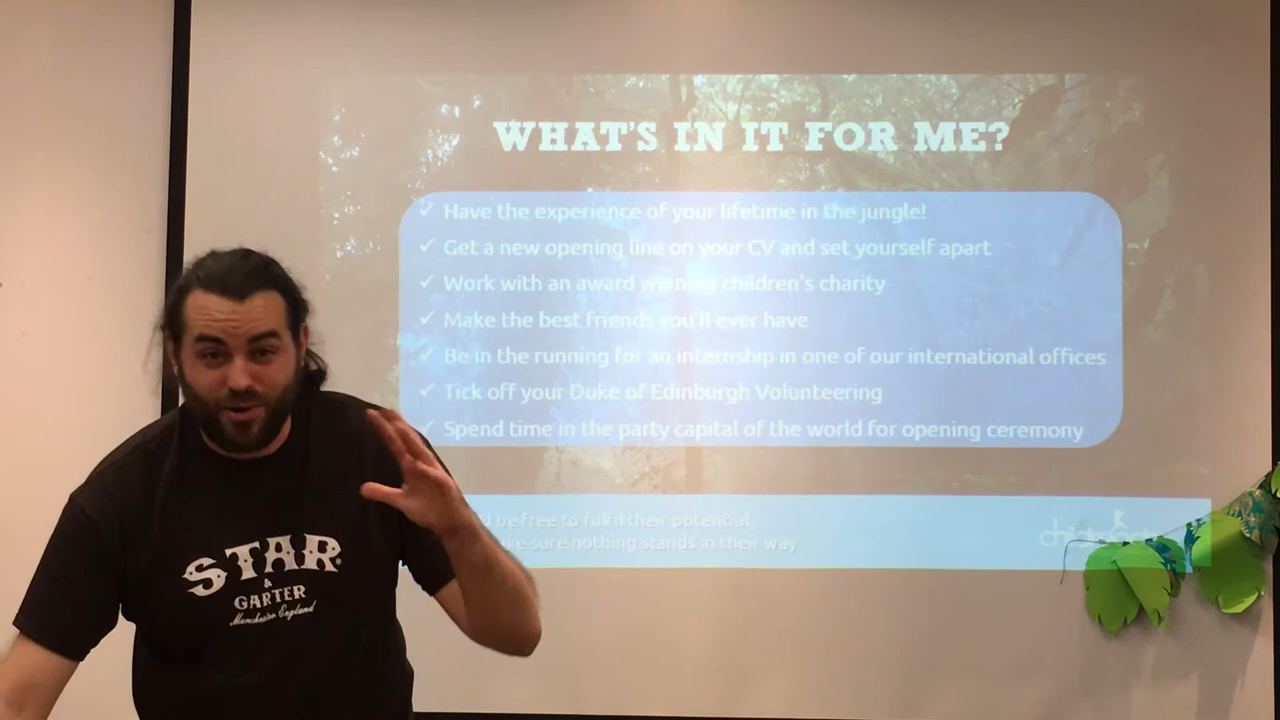 WHAT'S IN IT FOR ME?
✓ Have the experience of your lifetime in the jungle!
✓ Get a new opening line on your CV and set yourself apart
✓ Work with an award winning children's charity
✓ Make the best friends you'll ever have
✓ Be in the running for an internship in one of our international offices
✓ Tick off your Duke of Edinburgh Volunteering
✓ Spend time in the party capital of the world for opening ceremony
be free to fulfil their potential
sure nothing stands in their way
STAR
&
GARTER
Manchester England